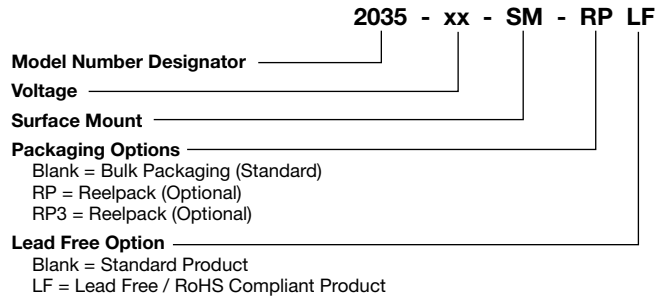 2035 - xx - SM - RP LF
Model Number Designator
Voltage
Surface Mount
Packaging Options
Blank = Bulk Packaging (Standard)
RP = Reelpack (Optional)
RP3 = Reelpack (Optional)
Lead Free Option
Blank = Standard Product
LF = Lead Free / RoHS Compliant Product